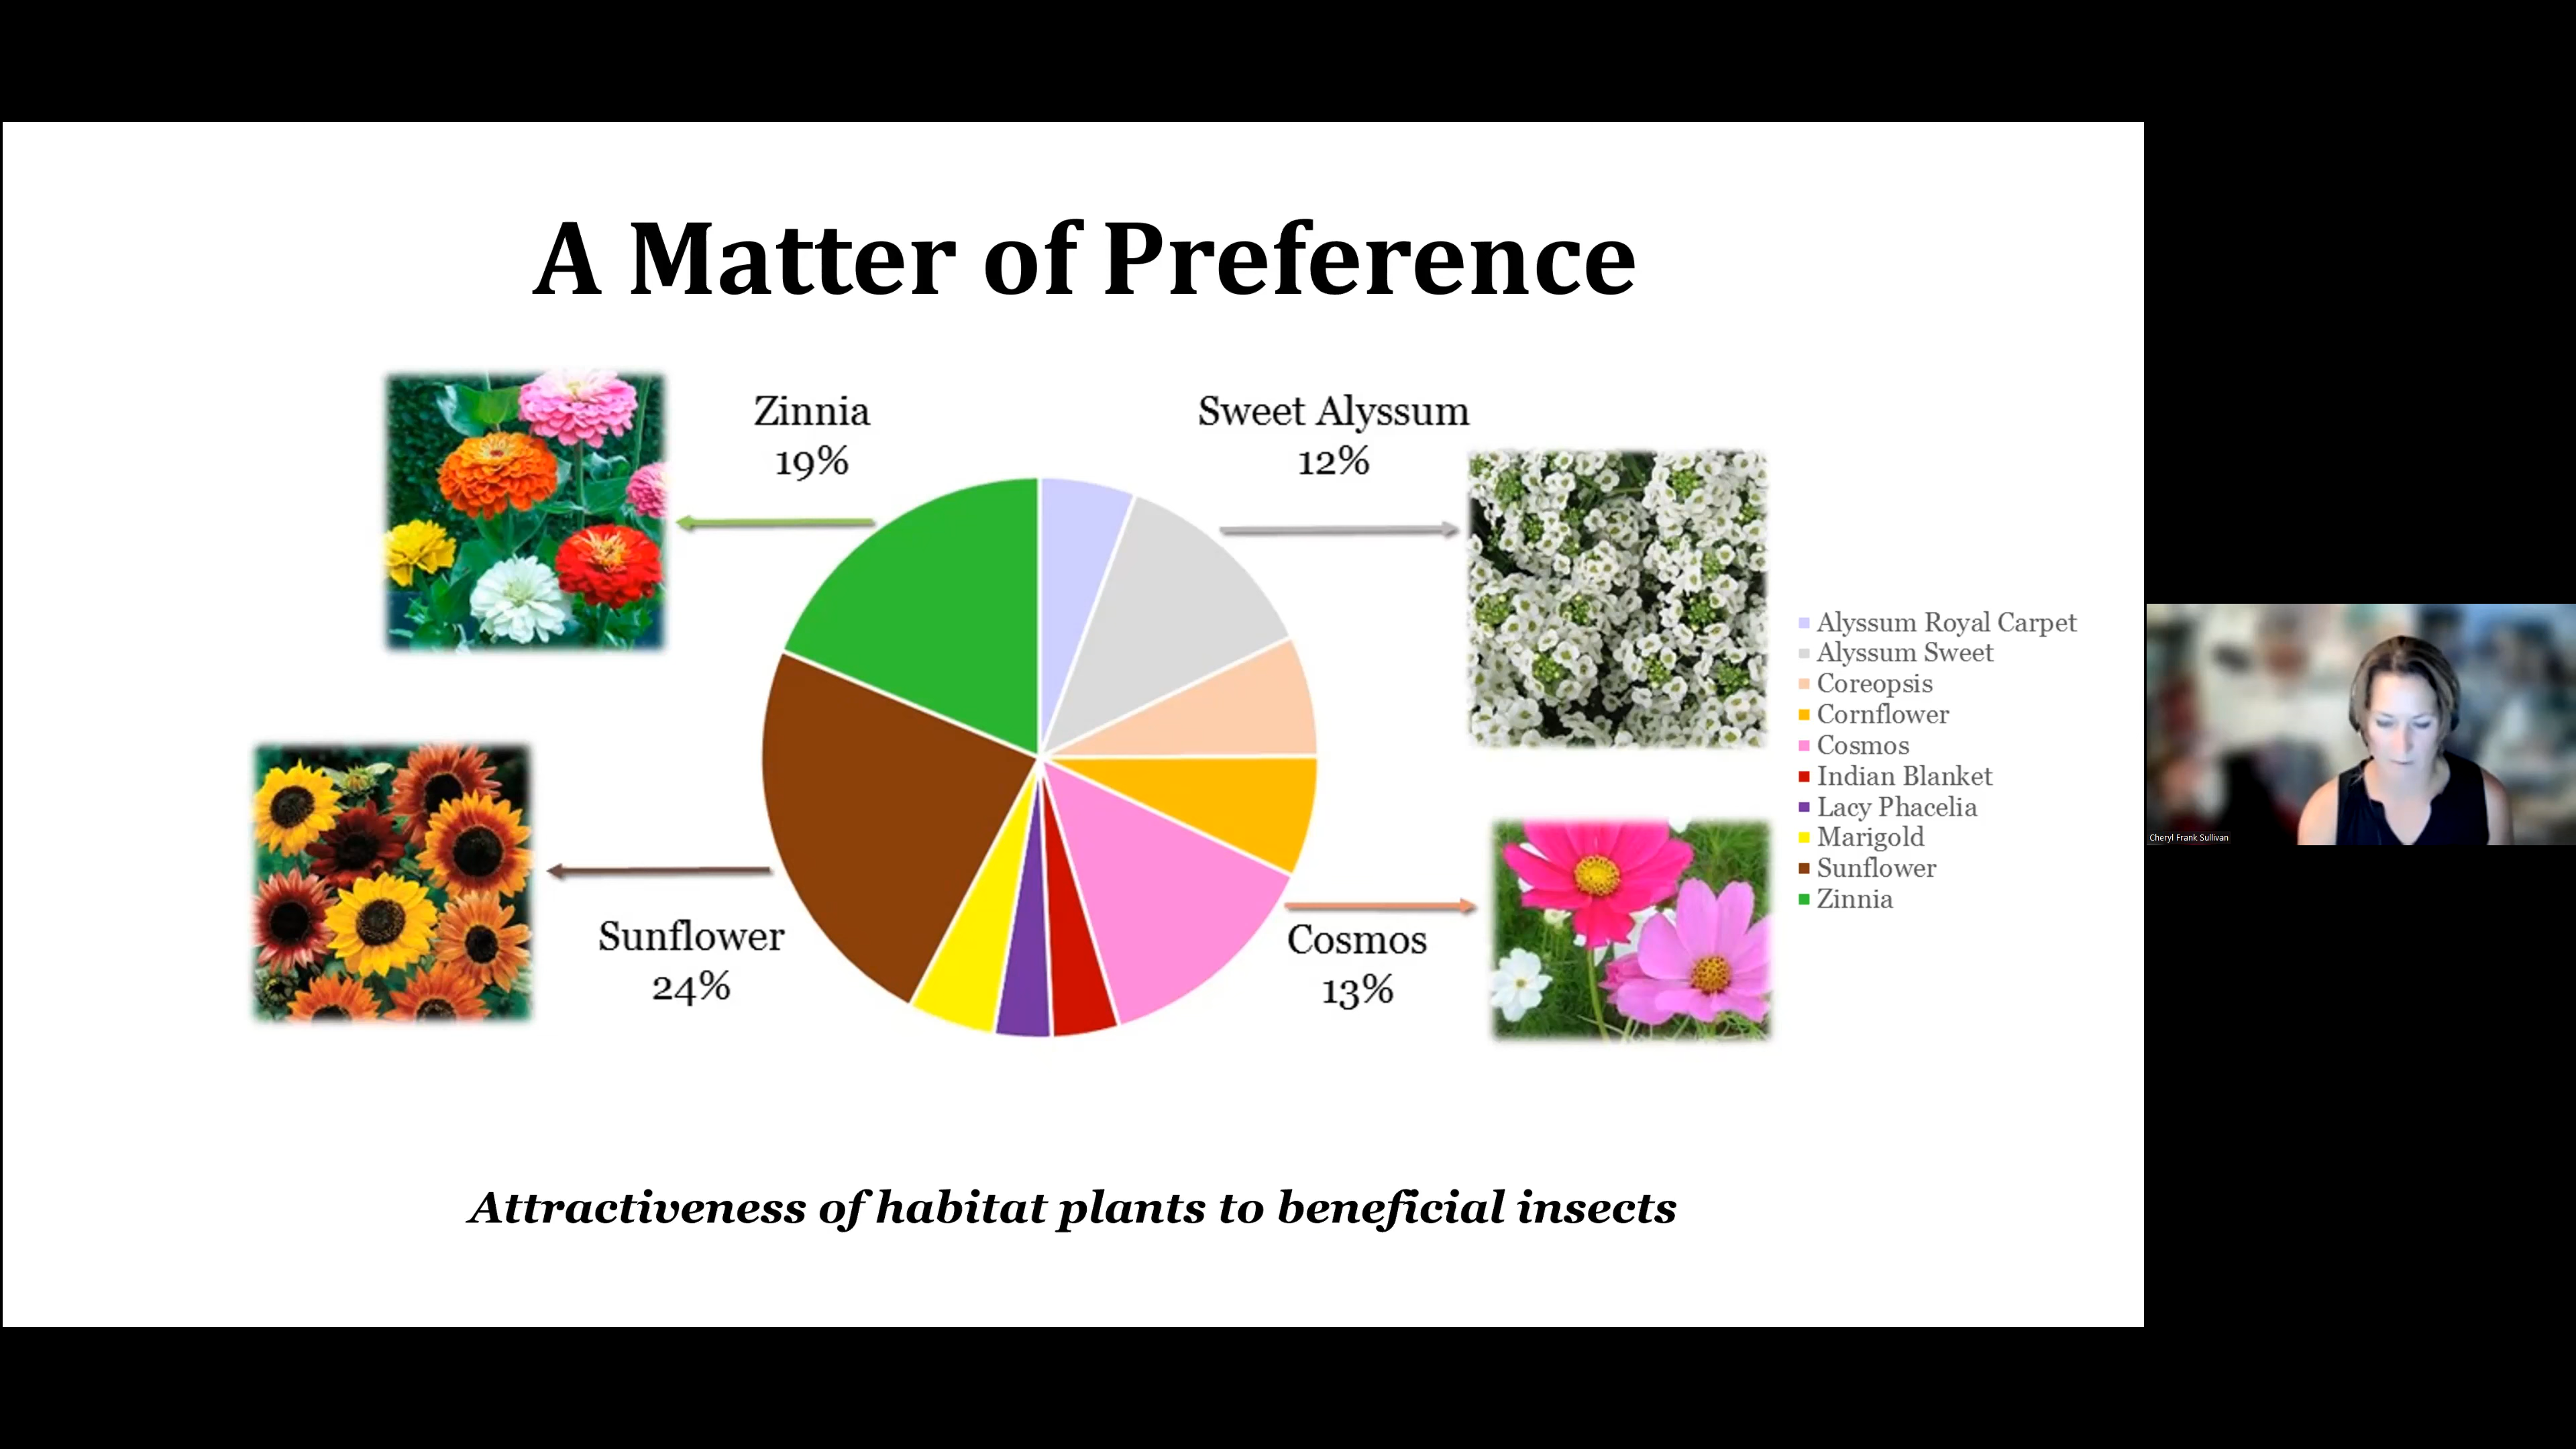 A Matter of Preference
Zinnia
19%
Sweet Alyssum
12%
Sunflower
24%
Cosmos
13%
Alyssum Royal Carpet
Alyssum Sweet
Coreopsis
Cornflower
Cosmos
Indian Blanket
Lacy Phacelia
Marigold
Sunflower
Zinnia
Attractiveness of habitat plants to beneficial insects
Cheryl Frank Sullivan